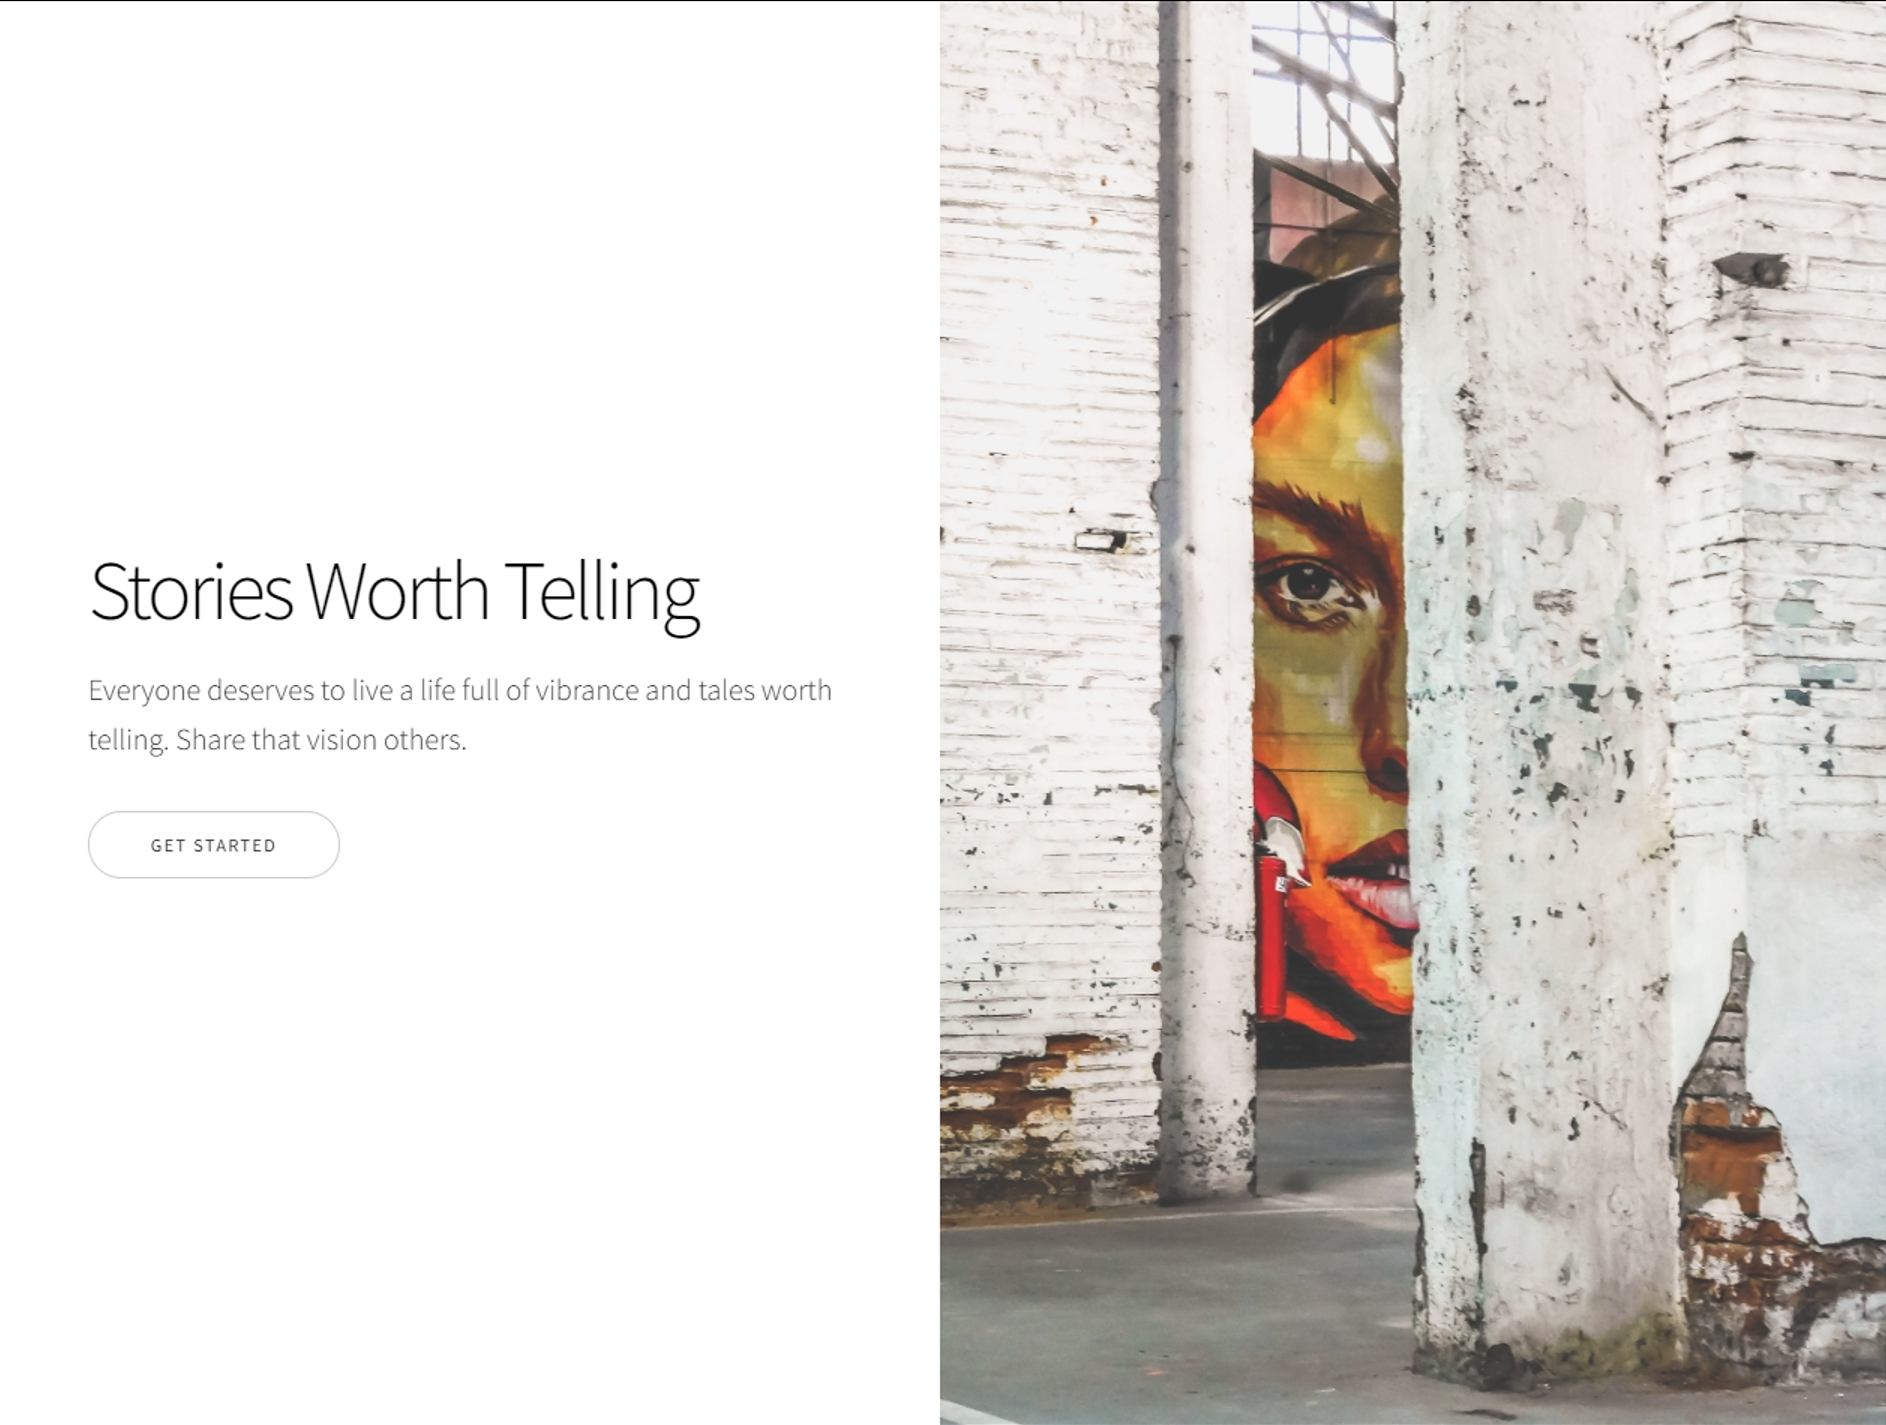 Stories Worth Telling
Everyone deserves to live a life full of vibrance and tales worth
telling. Share that vision others.
GET STARTED